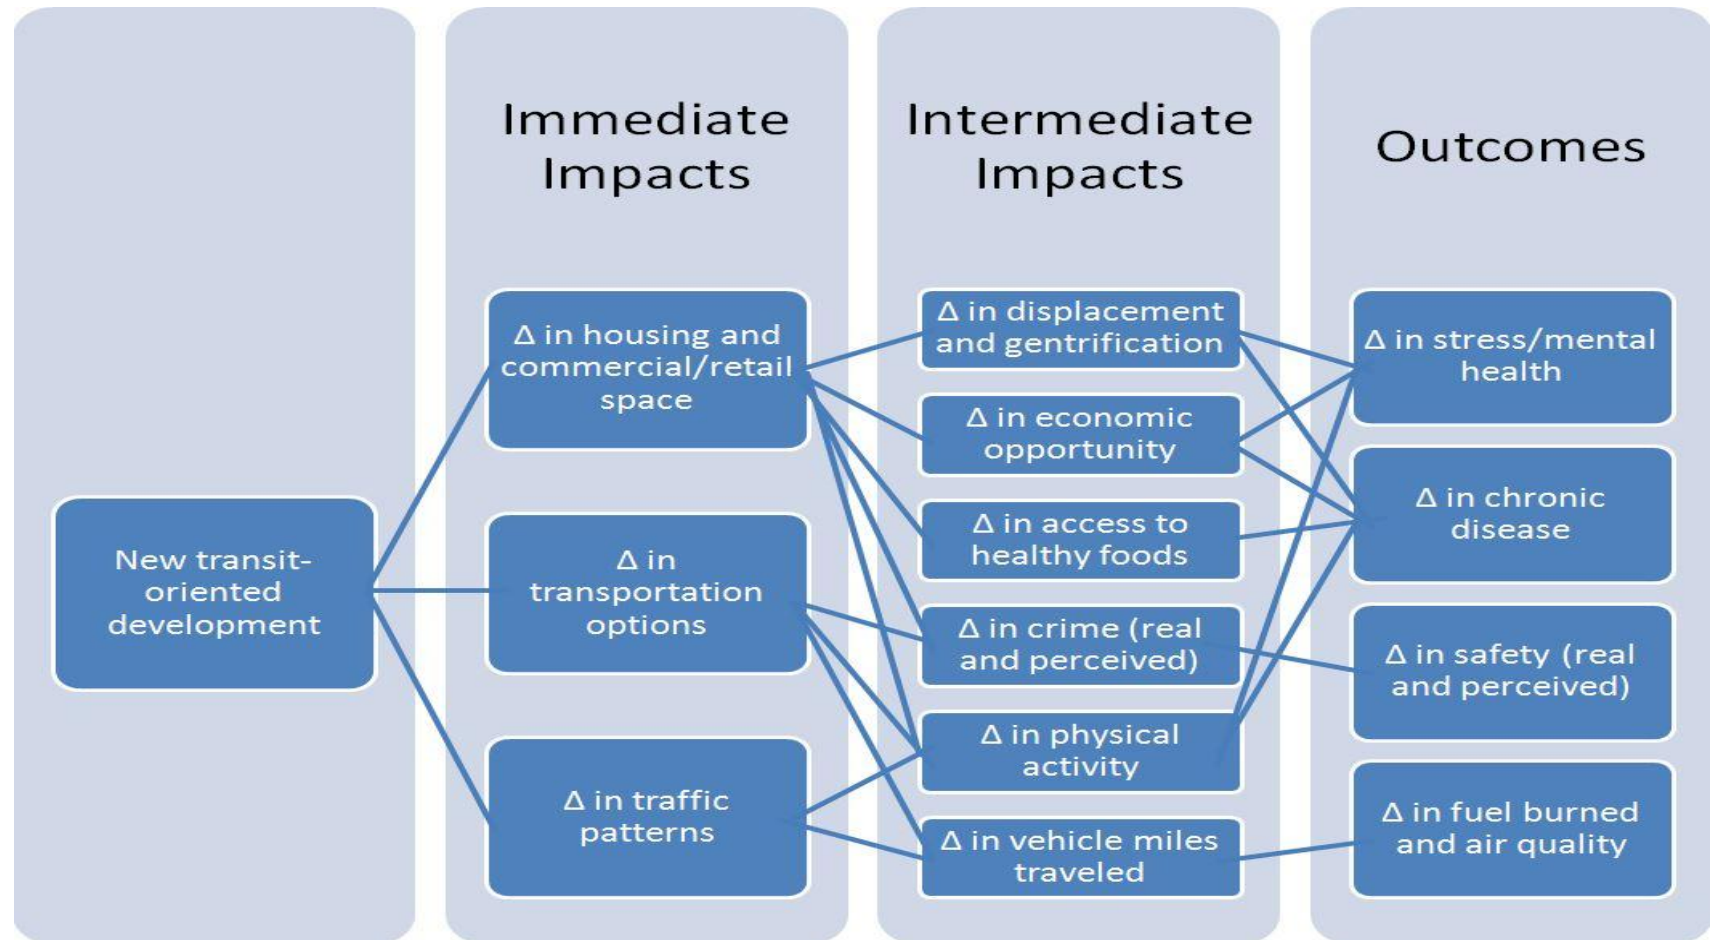 Immediate
Impacts
Intermediate
Impacts
Outcomes
New transit-
oriented
development
Δ in housing and
commercial/retail
space
Δ in
transportation
options
Δ in traffic
patterns
Δ in displacement
and gentrification
Δ in economic
opportunity
Δ in access to
healthy foods
Δ in crime (real
and perceived)
Δ in physical
activity
Δ in vehicle miles
traveled
Δ in stress/mental
health
Δ in chronic
disease
Δ in safety (real
and perceived)
Δ in fuel burned
and air quality